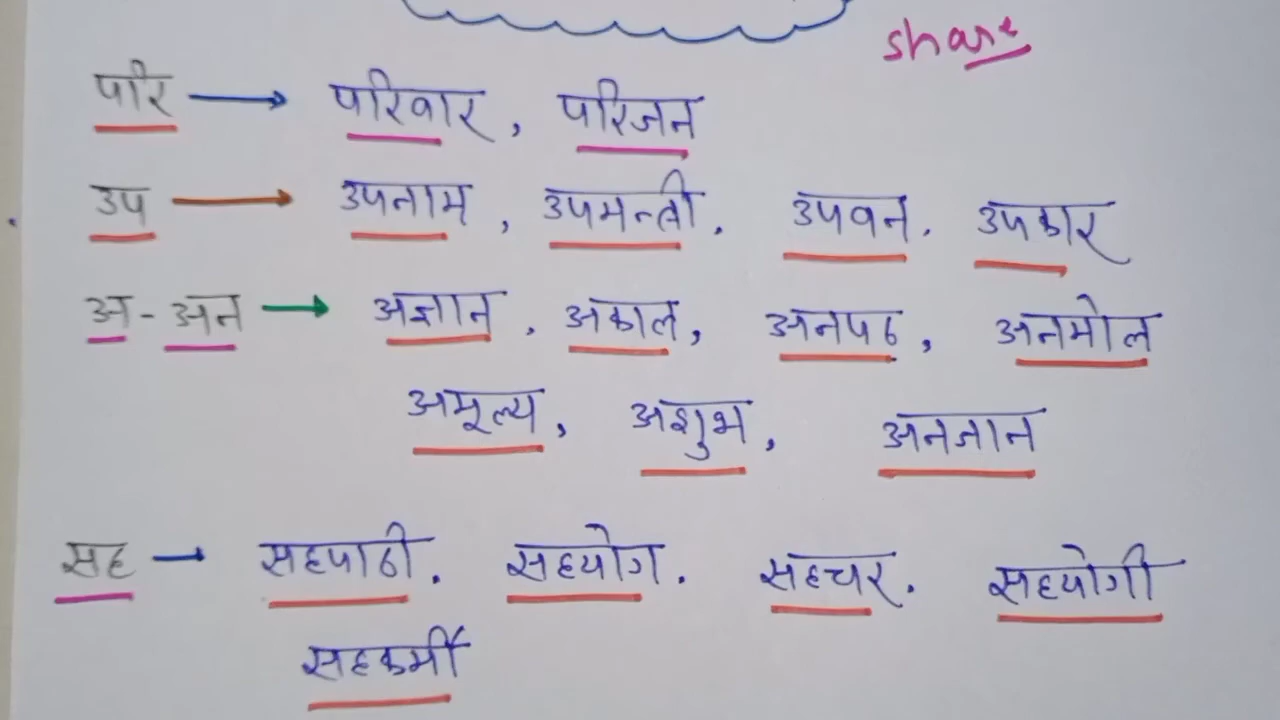 share
परि → परिवार, परिजन
उप → उपनाम, उपमन्त्री. उपवन. उपकार
अ - अन → अज्ञान, अकाल, अनपढ, अनमोल
अमूल्य, अशुभ, अनजान
सह → सहपाठी. सहयोग. सहचर. सहयोगी
सहकर्मी